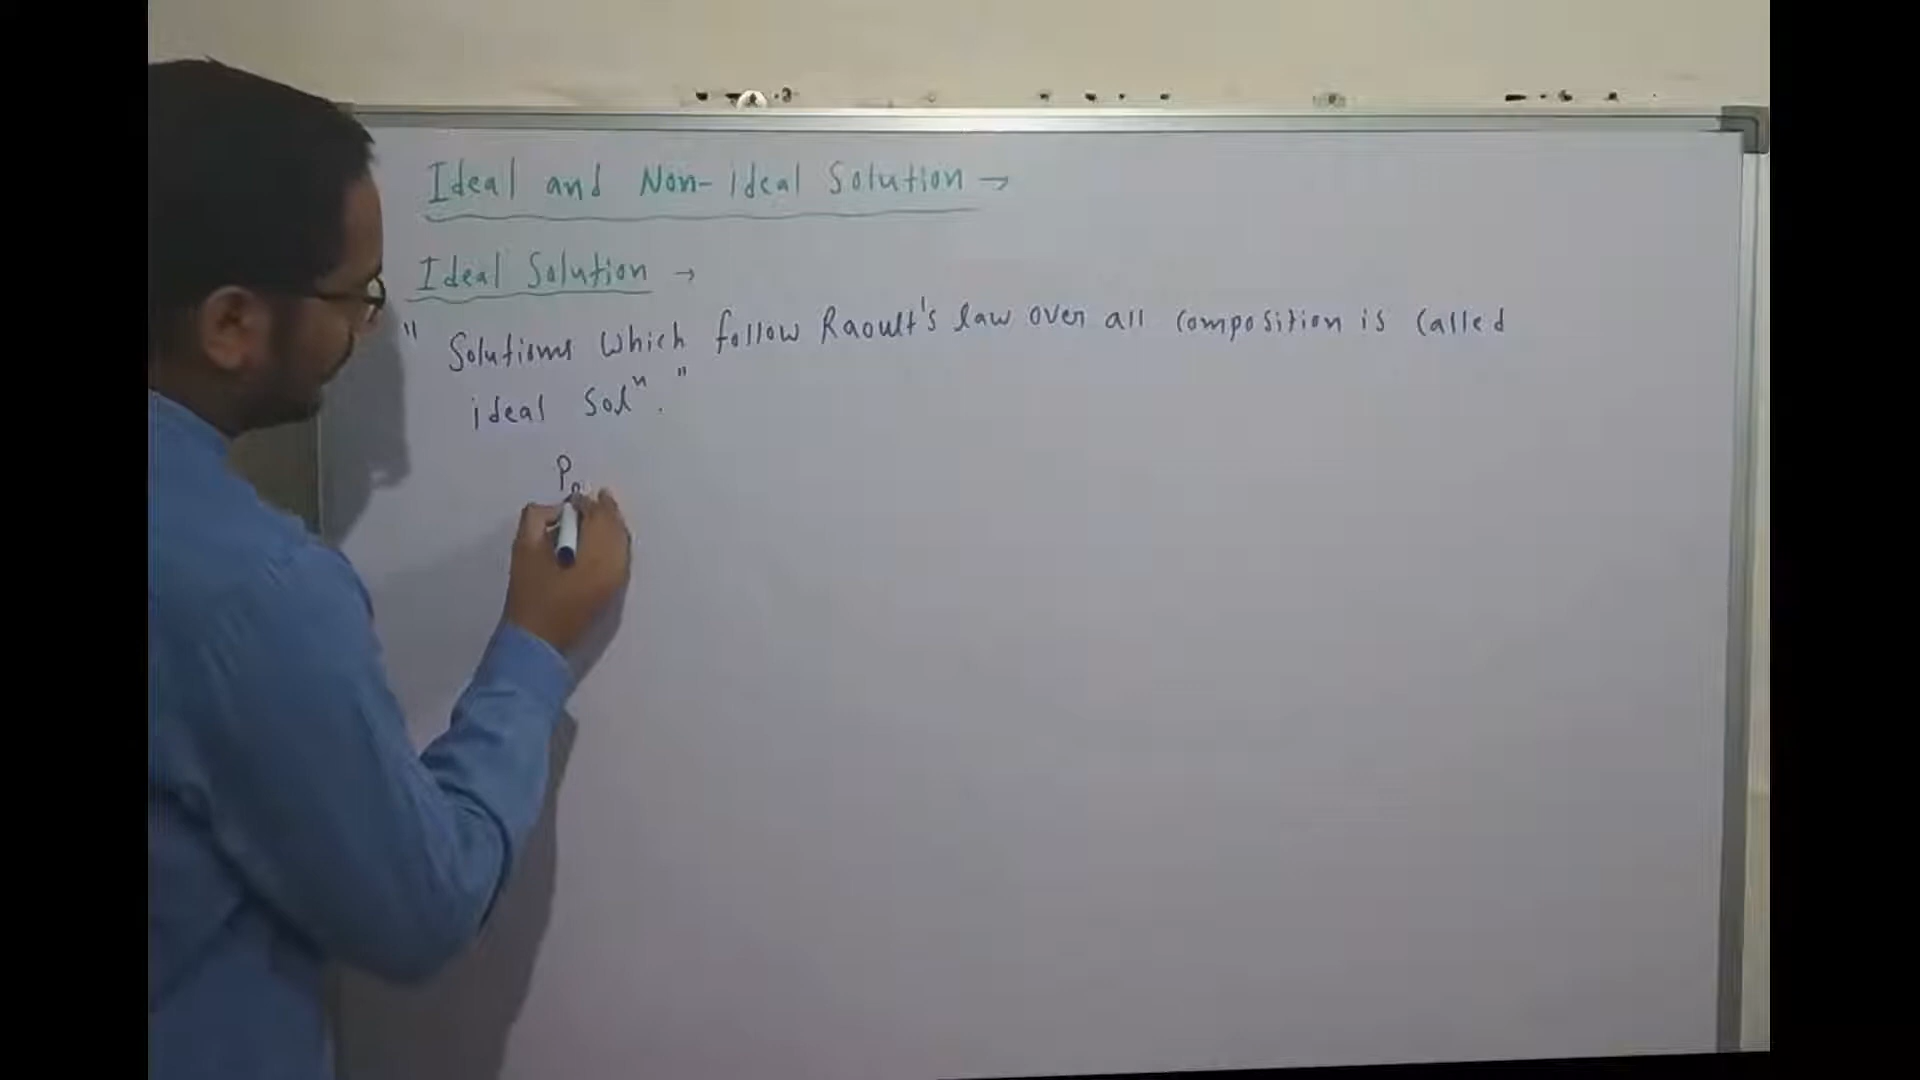 Ideal and Non-ideal Solution →
Ideal Solution →
" Solutions which follow Raoult's law over all composition is called
ideal Solⁿ. "
P